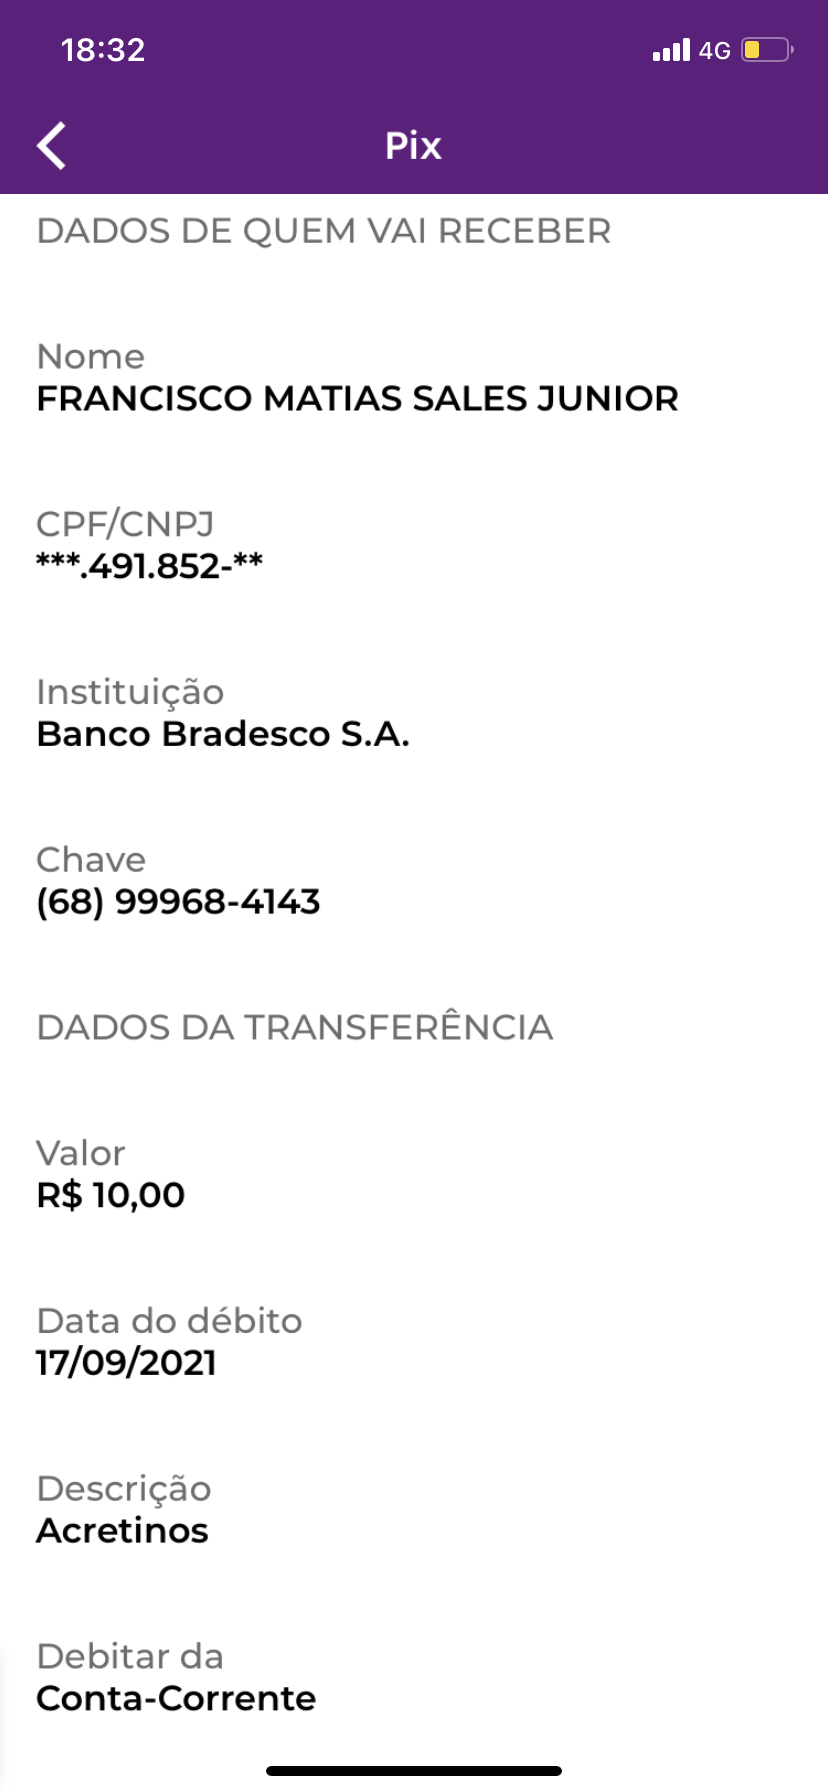 18:32
4G
Pix
DADOS DE QUEM VAI RECEBER
Nome
FRANCISCO MATIAS SALES JUNIOR
CPF/CNPJ
***.491.852-**
Instituição
Banco Bradesco S.A.
Chave
(68) 99968-4143
DADOS DA TRANSFERÊNCIA
Valor
R$ 10,00
Data do débito
17/09/2021
Descrição
Acretinos
Debitar da
Conta-Corrente